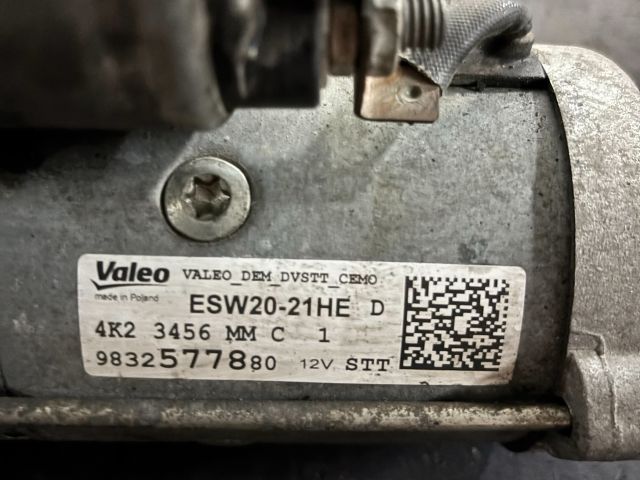 Valeo VALEO_DEM_DVSTT_CEMO
made in Poland
ESW20-21HE D
4K2 3456 MM C 1
9832577880 12V STT